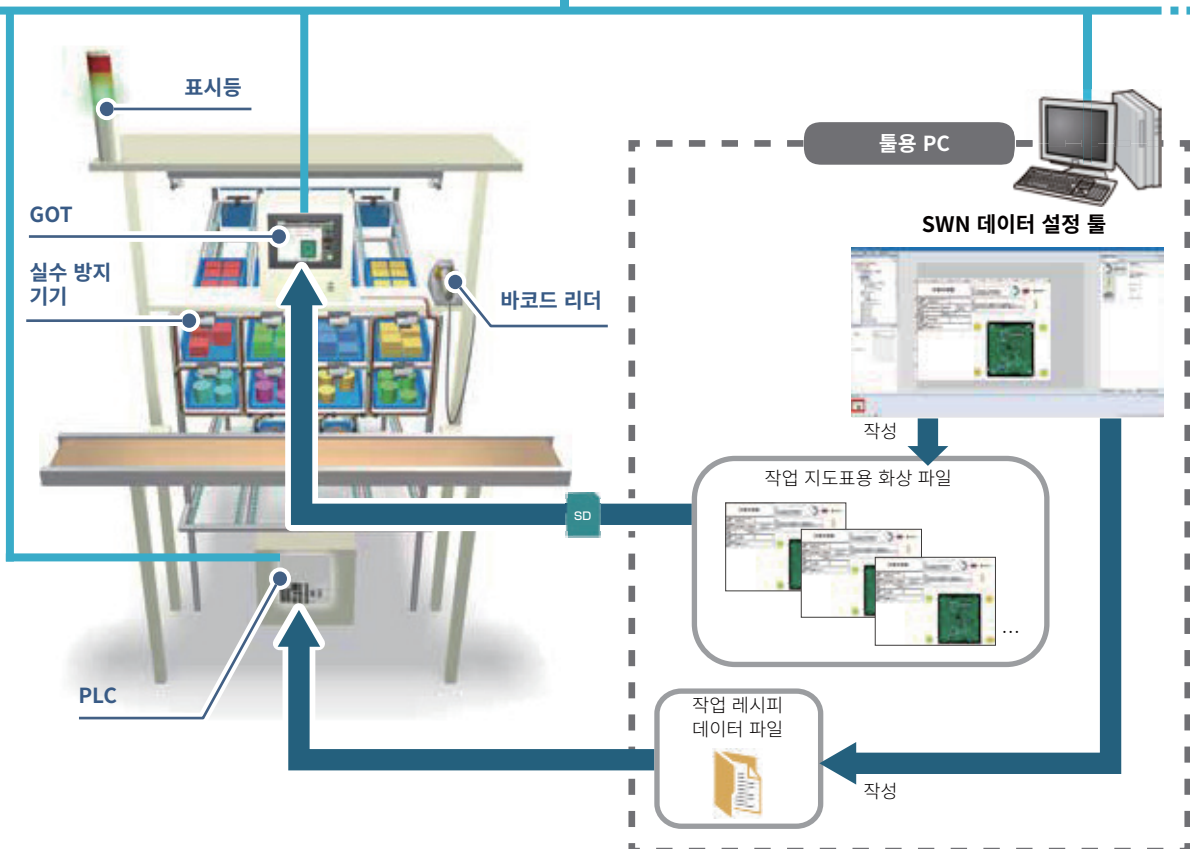 표시등
툴용 PC
SWN 데이터 설정 툴
GOT
실수 방지
기기
바코드 리더
작성
작업 지도표용 화상 파일
SD
...
PLC
작업 레시피
데이터 파일
작성